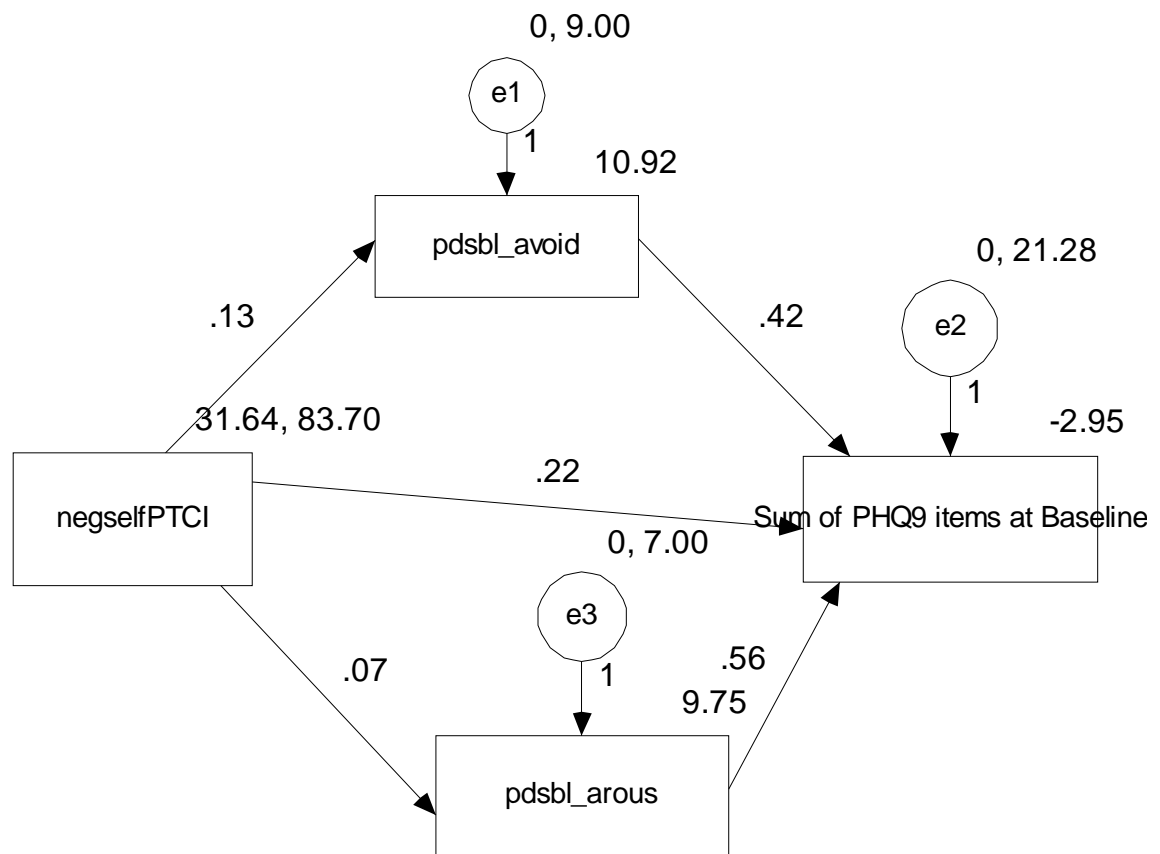 0, 9.00
e1
1
10.92
pdsbl_avoid
0, 21.28
.13
.42
e2
31.64, 83.70
1
-2.95
.22
negselfPTCI
Sum of PHQ9 items at Baseline
0, 7.00
e3
.07
.56
1
9.75
pdsbl_arous